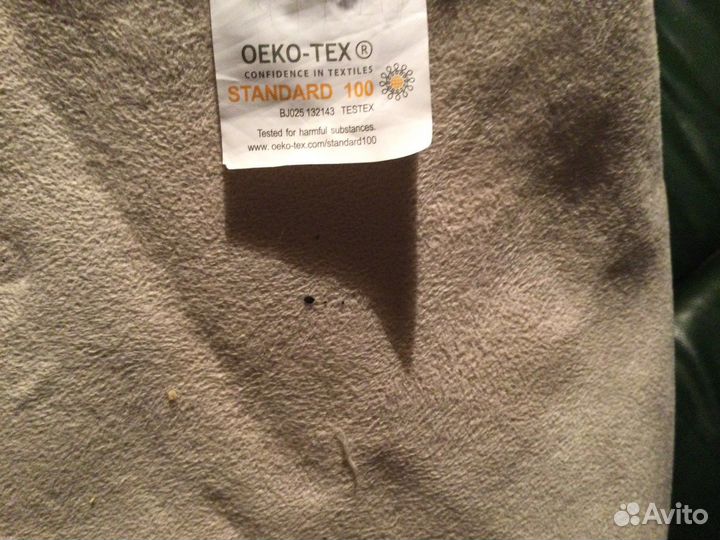 OEKO-TEX®
CONFIDENCE IN TEXTILES
STANDARD 100
BJ025 132143 TESTEX
Tested for harmful substances.
www.oeko-tex.com/standard100
Avito